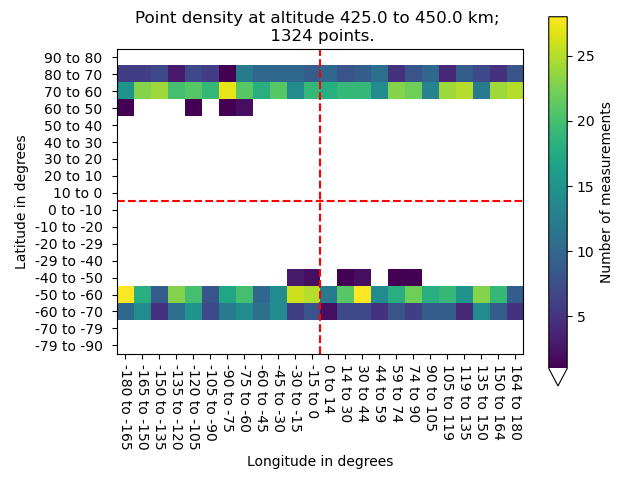 Point density at altitude 425.0 to 450.0 km;
1324 points.
Latitude in degrees
90 to 80
80 to 70
70 to 60
60 to 50
50 to 40
40 to 30
30 to 20
20 to 10
10 to 0
0 to -10
-10 to -20
-20 to -29
-29 to -40
-40 to -50
-50 to -60
-60 to -70
-70 to -79
-79 to -90
-180 to -165
-165 to -150
-150 to -135
-135 to -120
-120 to -105
-105 to -90
-90 to -75
-75 to -60
-60 to -45
-45 to -30
-30 to -15
-15 to 0
0 to 14
14 to 30
30 to 44
44 to 59
59 to 74
74 to 90
90 to 105
105 to 119
119 to 135
135 to 150
150 to 164
164 to 180
Longitude in degrees
25
20
15
10
5
Number of measurements